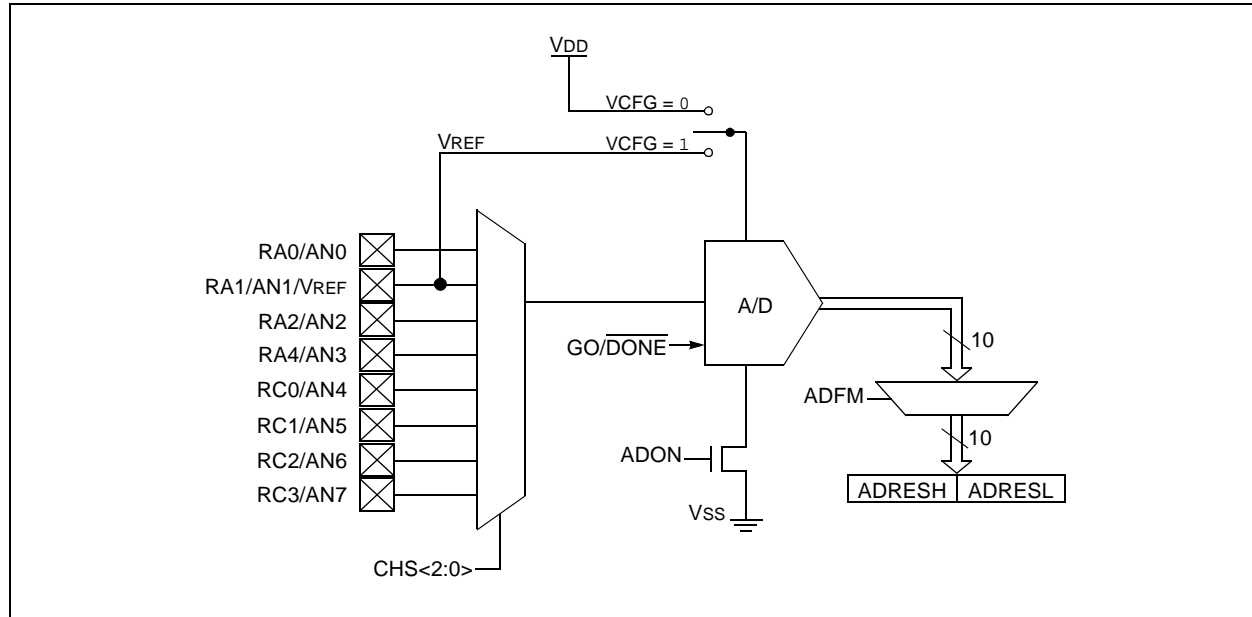 VDD
VCFG = 0
VREF
VCFG = 1
RA0/AN0
RA1/AN1/VREF
RA2/AN2
RA4/AN3
RC0/AN4
RC1/AN5
RC2/AN6
RC3/AN7
CHS<2:0>
A/D
GO/DONE
ADON
VSS
10
ADFM
10
ADRESH ADRESL